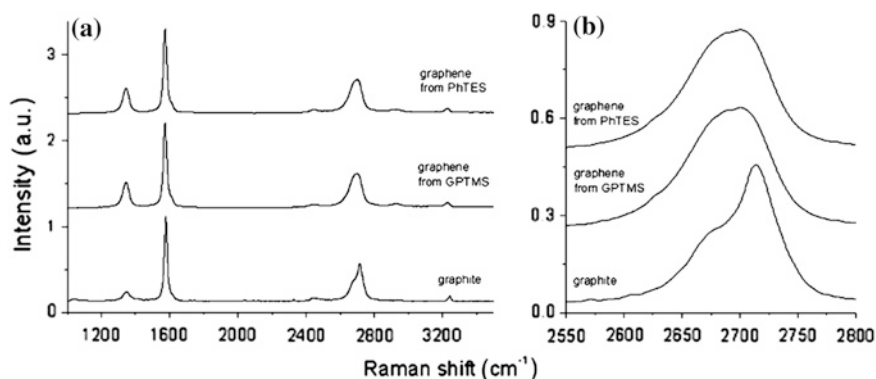 (a)
3
2
1
0
Intensity (a.u.)
graphene
from PhTES
graphene
from GPTMS
graphite
1200 1600 2000 2400 2800 3200
(b)
0.9
0.6
0.3
0.0
graphene
from PhTES
graphene
from GPTMS
graphite
2550 2600 2650 2700 2750 2800
Raman shift (cm⁻¹)